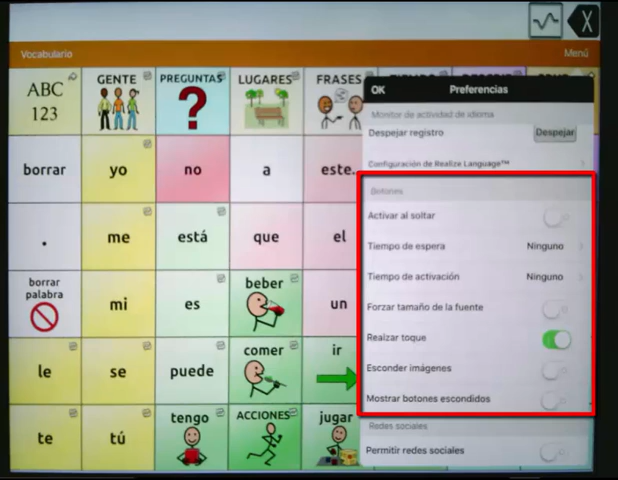 Vocabulario
Menú
ABC
123
GENTE
PREGUNTAS
LUGARES
FRASES
OK
Preferencias
Monitor de actividad de idioma
Despejar registro
Despejar
Configuración de Realize Language™
Botones
Activar al soltar
Tiempo de espera
Ninguno
Tiempo de activación
Ninguno
Forzar tamaño de la fuente
Realzar toque
Esconder imágenes
Mostrar botones escondidos
Redes sociales
Permitir redes sociales
borrar
yo
no
a
este
.
me
está
que
el
borrar
palabra
mi
es
beber
un
le
se
puede
comer
ir
te
tú
tengo
ACCIONES
jugar